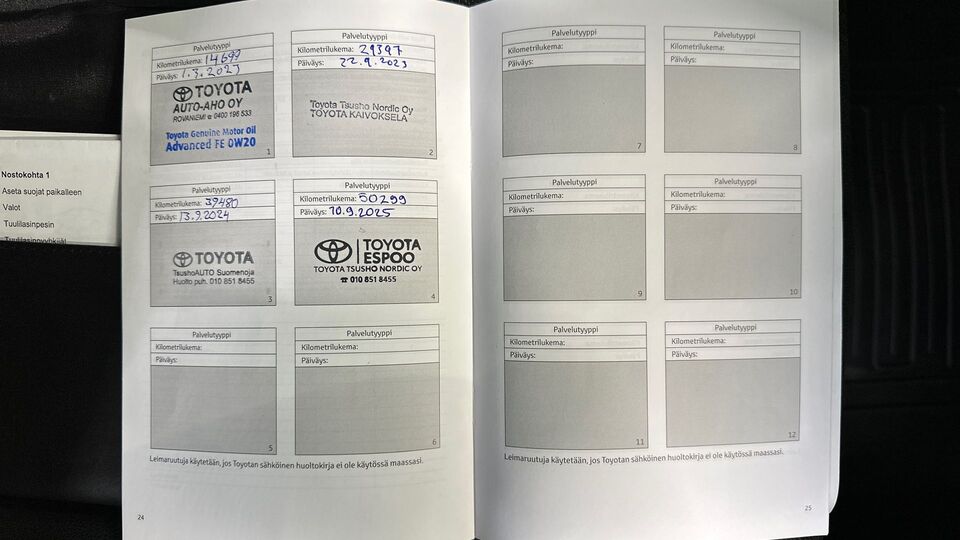 Nostokohta 1
Aseta suojat paikalleen
Valot
Tuulilasinpesin
Tuulilasinpyyhkijät
Palvelutyyppi
Kilometrilukema: 14699
Päiväys: 1.3.2023
TOYOTA
AUTO-AHO OY
ROVANIEMI ☎ 0400 196 533
Toyota Genuine Motor Oil
Advanced FE 0W20
1
Palvelutyyppi
Kilometrilukema: 29397
Päiväys: 22.9.2023
Toyota Tsusho Nordic Oy
TOYOTA KAIVOKSELA
2
Palvelutyyppi
Kilometrilukema: 39480
Päiväys: 13.9.2024
TOYOTA
TsushoAUTO Suomenoja
Huolto puh. 010 851 8455
3
Palvelutyyppi
Kilometrilukema: 50299
Päiväys: 10.9.2025
TOYOTA
ESPOO
TOYOTA TSUSHO NORDIC OY
☎ 010 851 8455
4
Palvelutyyppi
Kilometrilukema:
Päiväys:
5
Palvelutyyppi
Kilometrilukema:
Päiväys:
6
Leimaruutuja käytetään, jos Toyotan sähköinen huoltokirja ei ole käytössä maassasi.
24
Palvelutyyppi
Kilometrilukema:
Päiväys:
7
Palvelutyyppi
Kilometrilukema:
Päiväys:
8
Palvelutyyppi
Kilometrilukema:
Päiväys:
9
Palvelutyyppi
Kilometrilukema:
Päiväys:
10
Palvelutyyppi
Kilometrilukema:
Päiväys:
11
Palvelutyyppi
Kilometrilukema:
Päiväys:
12
Leimaruutuja käytetään, jos Toyotan sähköinen huoltokirja ei ole käytössä maassasi.
25